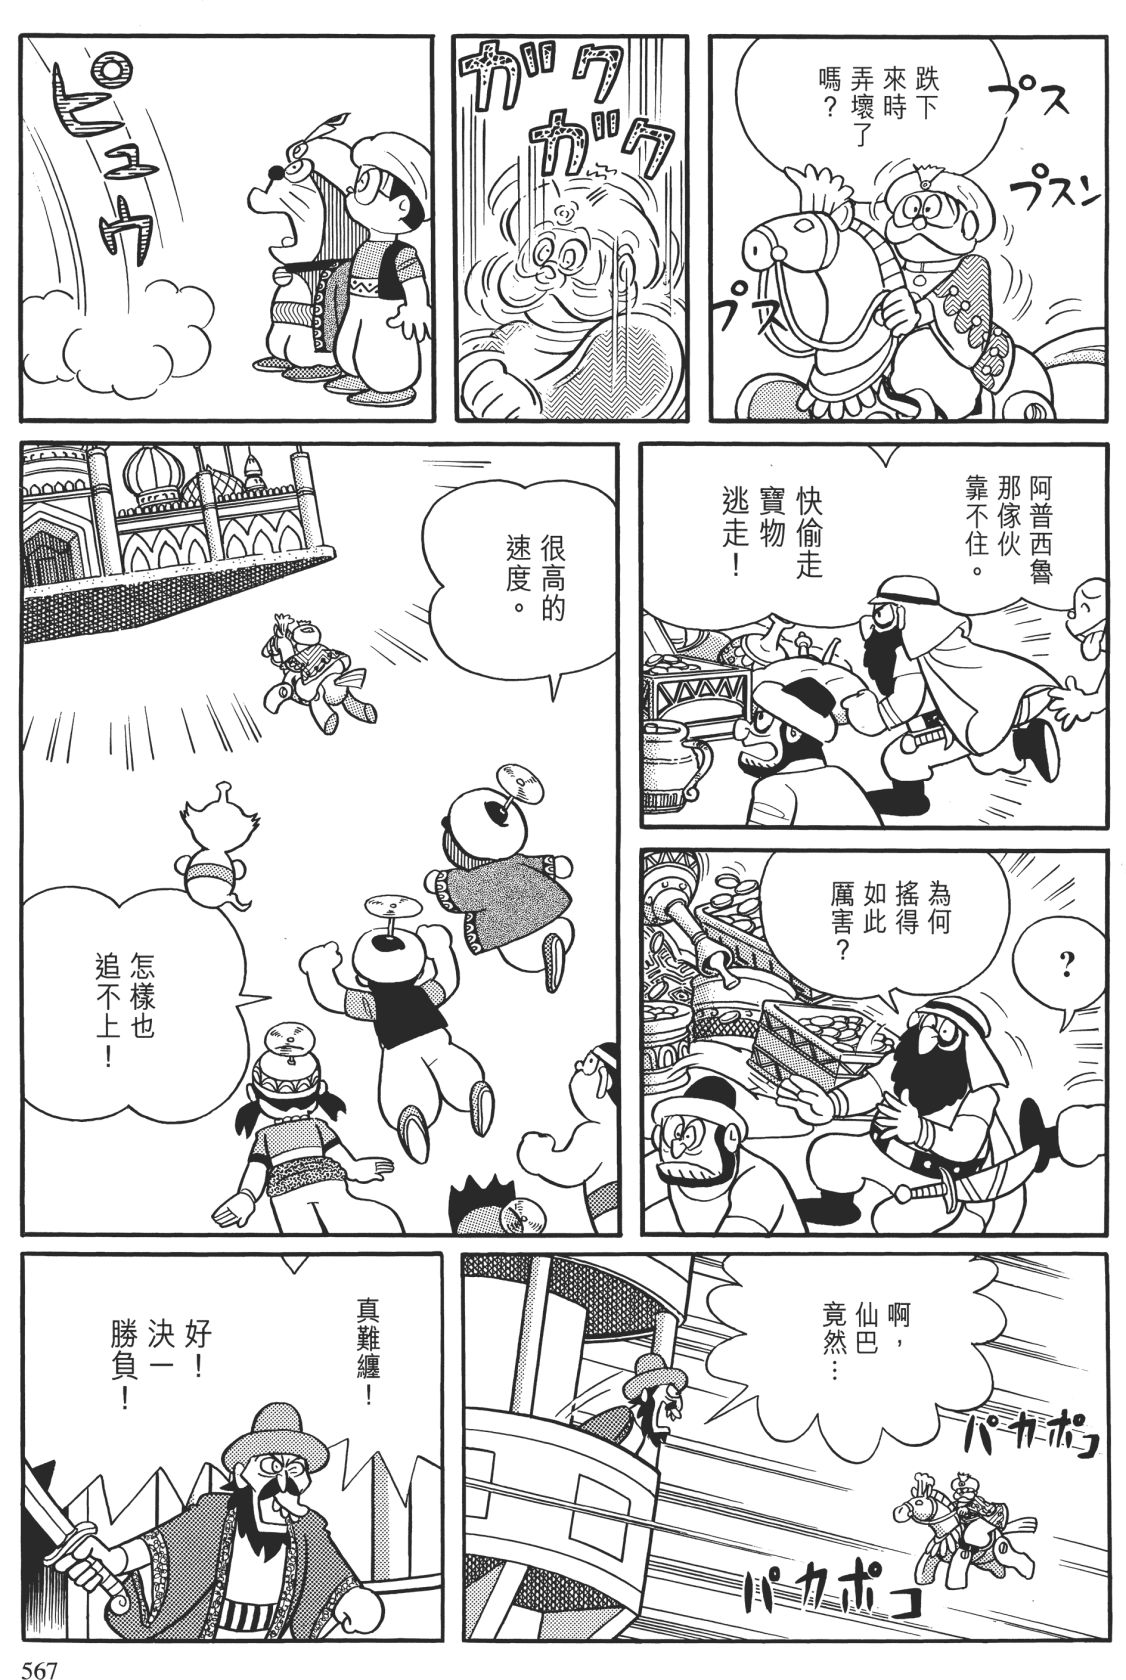 跌下
來時
弄壞了
嗎？
プス
プスン
プス
ガクガク
ピューッ
阿普西魯
那傢伙
靠不住。
快偷走
寶物
逃走！
很高的
速度。
怎樣也
追不上！
為何
搖得
如此
厲害？
？
啊，
仙巴
竟然…
パカポコ
パカポコ
真難纏！
好！
決一
勝負！
567